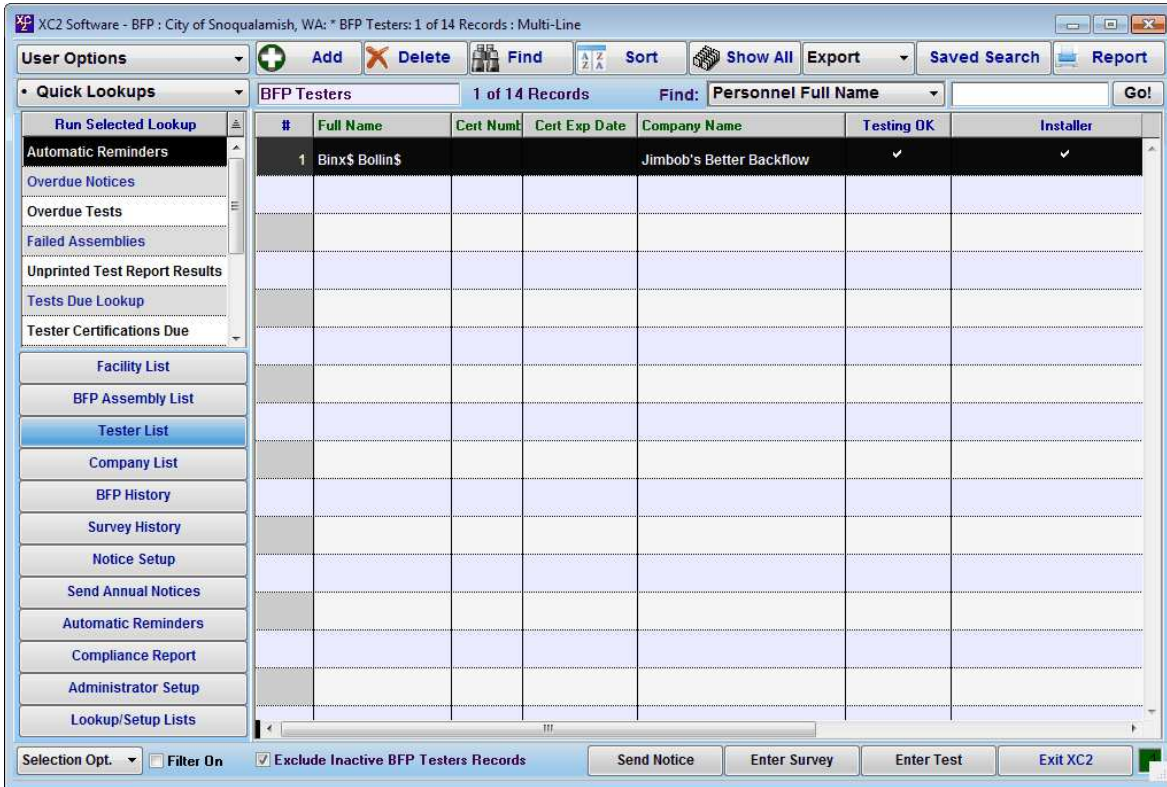 XC2 Software - BFP : City of Snoqualamish, WA: * BFP Testers: 1 of 14 Records : Multi-Line
User Options Add Delete Find Sort Show All Export Saved Search Report
• Quick Lookups BFP Testers 1 of 14 Records Find: Personnel Full Name Go!
Run Selected Lookup # Full Name Cert Numb Cert Exp Date Company Name Testing OK Installer
Automatic Reminders 1 Binx$ Bollin$ Jimbob's Better Backflow ✓ ✓
Overdue Notices
Overdue Tests
Failed Assemblies
Unprinted Test Report Results
Tests Due Lookup
Tester Certifications Due
Facility List
BFP Assembly List
Tester List
Company List
BFP History
Survey History
Notice Setup
Send Annual Notices
Automatic Reminders
Compliance Report
Administrator Setup
Lookup/Setup Lists
Selection Opt. Filter On ✓ Exclude Inactive BFP Testers Records Send Notice Enter Survey Enter Test Exit XC2